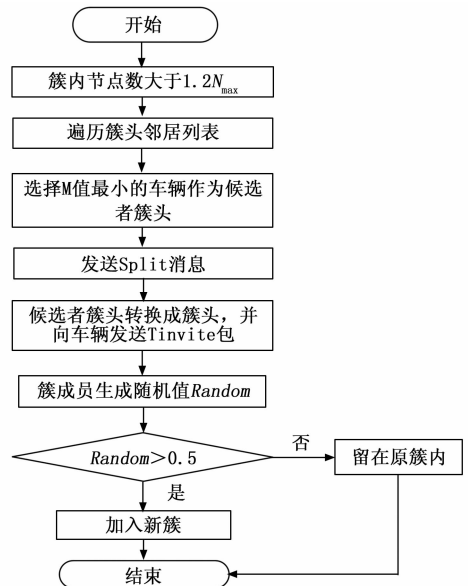 开始
簇内节点数大于1.2Nmax
遍历簇头邻居列表
选择M值最小的车辆作为候选
者簇头
发送Split消息
候选者簇头转换成簇头，并
向车辆发送Tinvite包
簇成员生成随机值Random
Random＞0.5
否
留在原簇内
是
加入新簇
结束